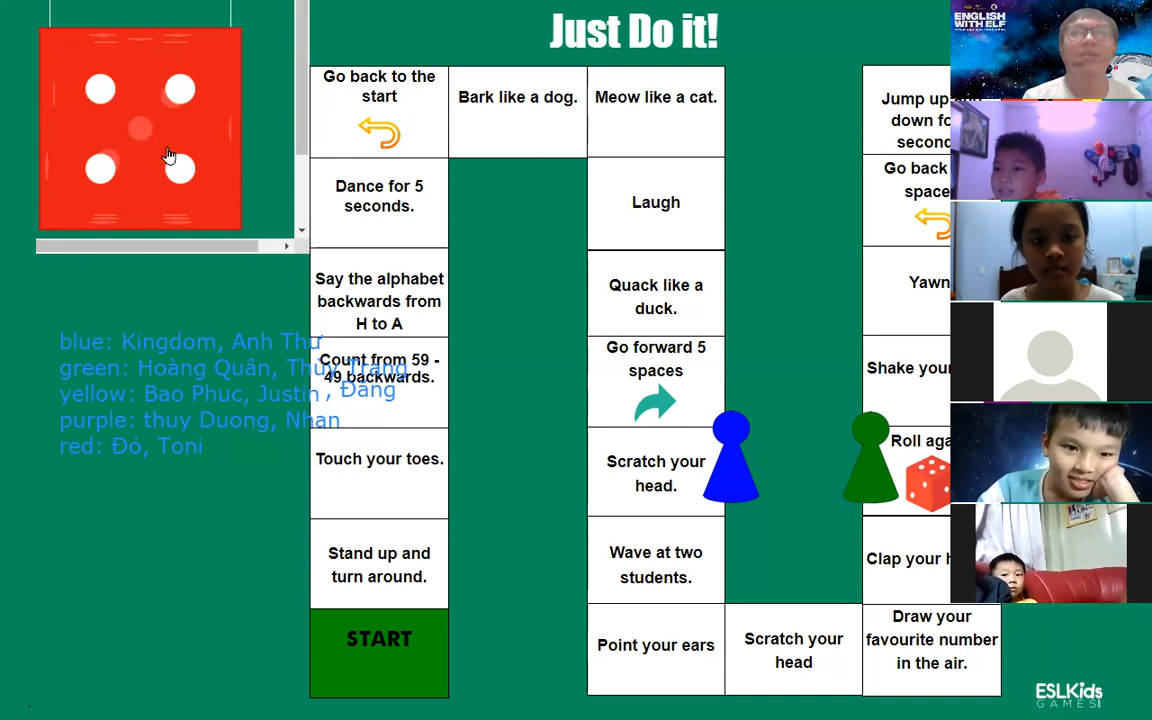 Just Do it!
ENGLISH
WITH ELF
Go back to the
start
Bark like a dog.
Meow like a cat.
Jump up
down fo
second
Go back
space
Dance for 5
seconds.
Laugh
Say the alphabet
backwards from
H to A
Quack like a
duck.
Yawn
blue: Kingdom, Anh Thư
green: Hoàng Quân, Thùy Trang
yellow: Bao Phuc, Justin , Đăng
purple: thuy Duong, Nhan
red: Đỏ, Toni
Count from 59 -
49 backwards.
Go forward 5
spaces
Shake your
Touch your toes.
Scratch your
head.
Roll aga
Stand up and
turn around.
Wave at two
students.
Clap your h
START
Point your ears
Scratch your
head
Draw your
favourite number
in the air.
ESLKids
GAMES